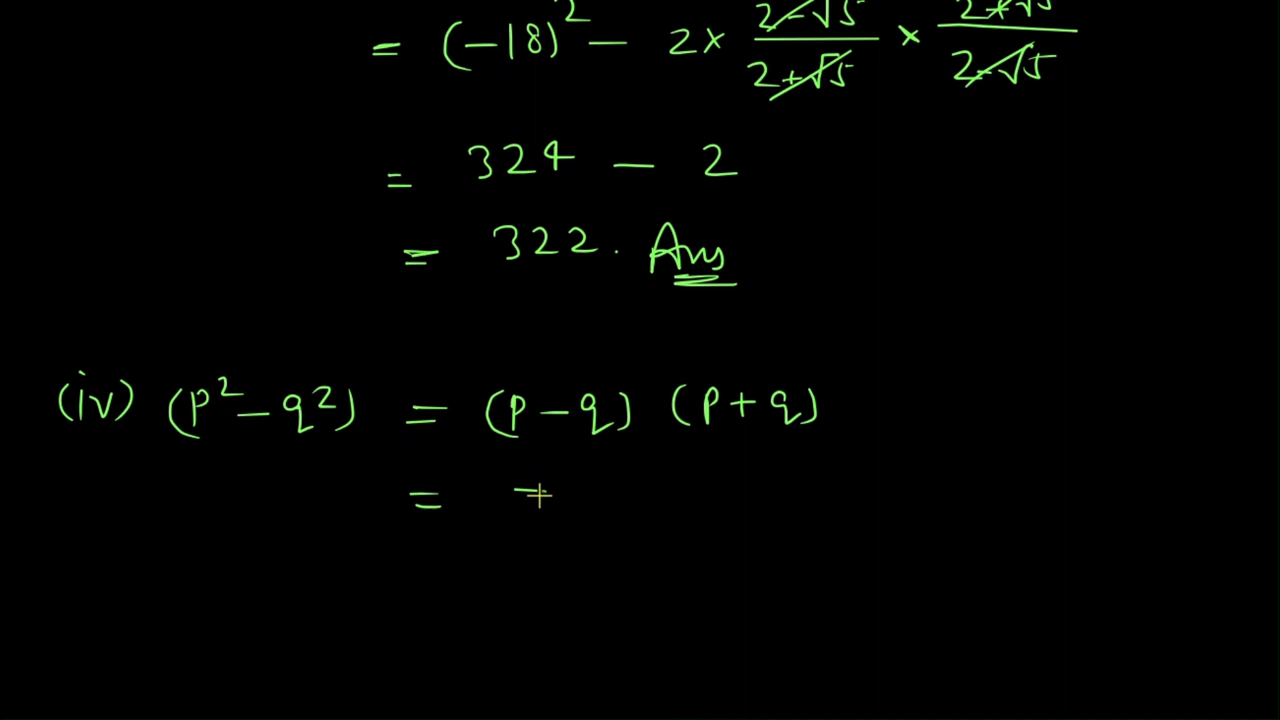 = (-18)² - 2 × (2-√5)/(2+√5) × (2+√5)/(2-√5)
= 324 - 2
= 322. Ans
(iv) (p² - q²) = (p - q) (p + q)
= -